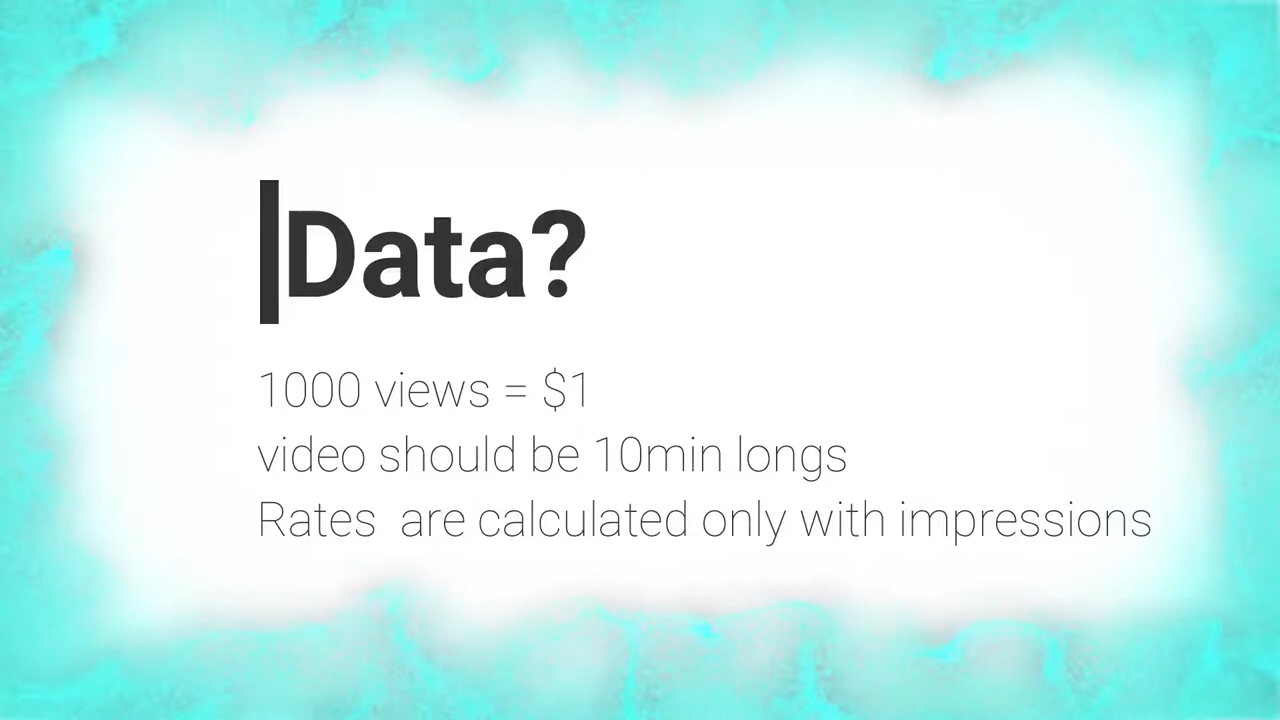 Data?
1000 views = $1
video should be 10min longs
Rates  are calculated only with impressions